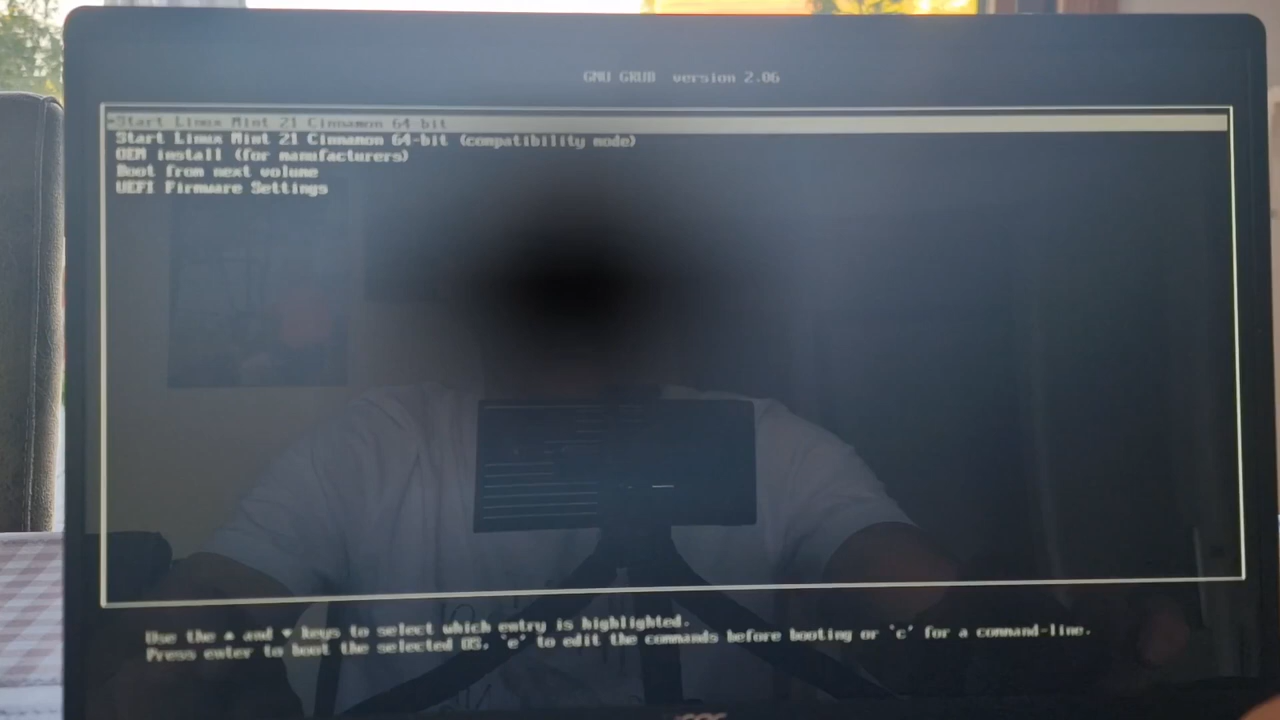 GNU GRUB version 2.06
*Start Linux Mint 21 Cinnamon 64-bit
Start Linux Mint 21 Cinnamon 64-bit (compatibility mode)
OEM install (for manufacturers)
Boot from next volume
UEFI Firmware Settings
Use the ▲ and ▼ keys to select which entry is highlighted.
Press enter to boot the selected OS, `e' to edit the commands before booting or `c' for a command-line.